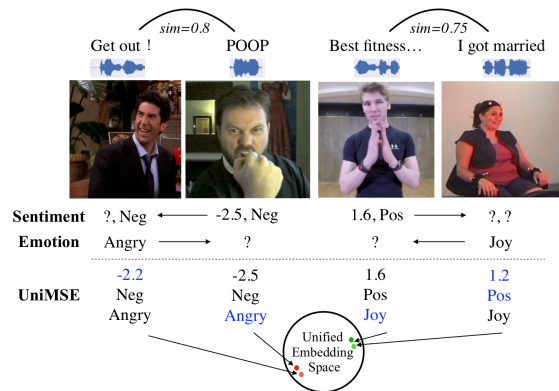 sim=0.8 sim=0.75
Get out ! POOP Best fitness… I got married
Sentiment ?, Neg -2.5, Neg 1.6, Pos ?, ?
Emotion Angry ? ? Joy
-2.2 -2.5 1.6 1.2
UniMSE Neg Neg Pos Pos
Angry Angry Joy Joy
Unified
Embedding
Space